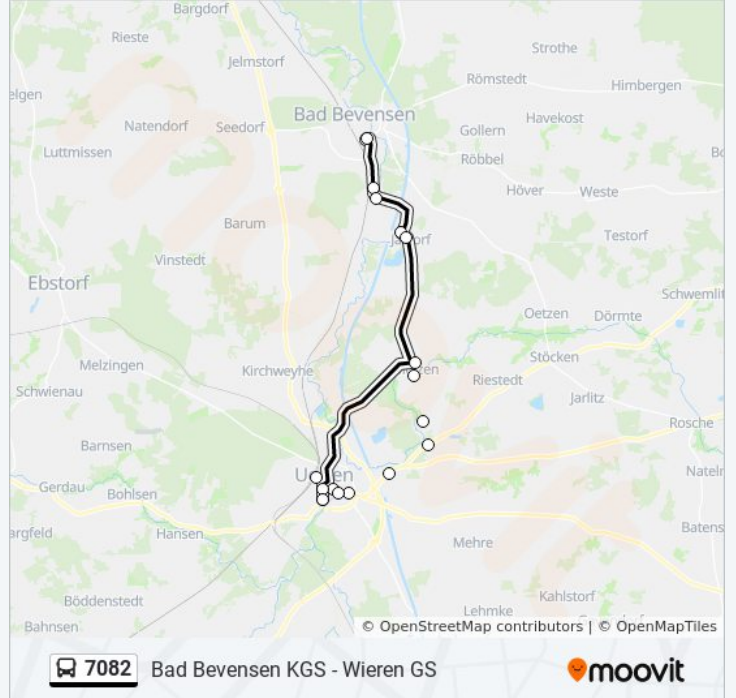 Bargdorf
Rieste
Strothe
Jelmstorf
Römstedt
elgen
Himbergen
Bad Bevensen
Havekost
Natendorf
Seedorf
Gollern
Luttmissen
Röbbel
Höver
Weste
Barum
Testorf
Vinstedt
Ebstorf
Schwemlit
Oetzen
Dörmte
Stöcken
Melzingen
Kirchweyhe
Riestedt
Schwienau
Jarlitz
Rosche
Barnsen
Nateln
Gerdau
Bohlsen
argfeld
Hansen
Batens
Mehre
Kahlstorf
Böddenstedt
Lehmke
Bahnsen
© OpenStreetMap contributors | © OpenMapTiles
7082 Bad Bevensen KGS - Wieren GS
moovit